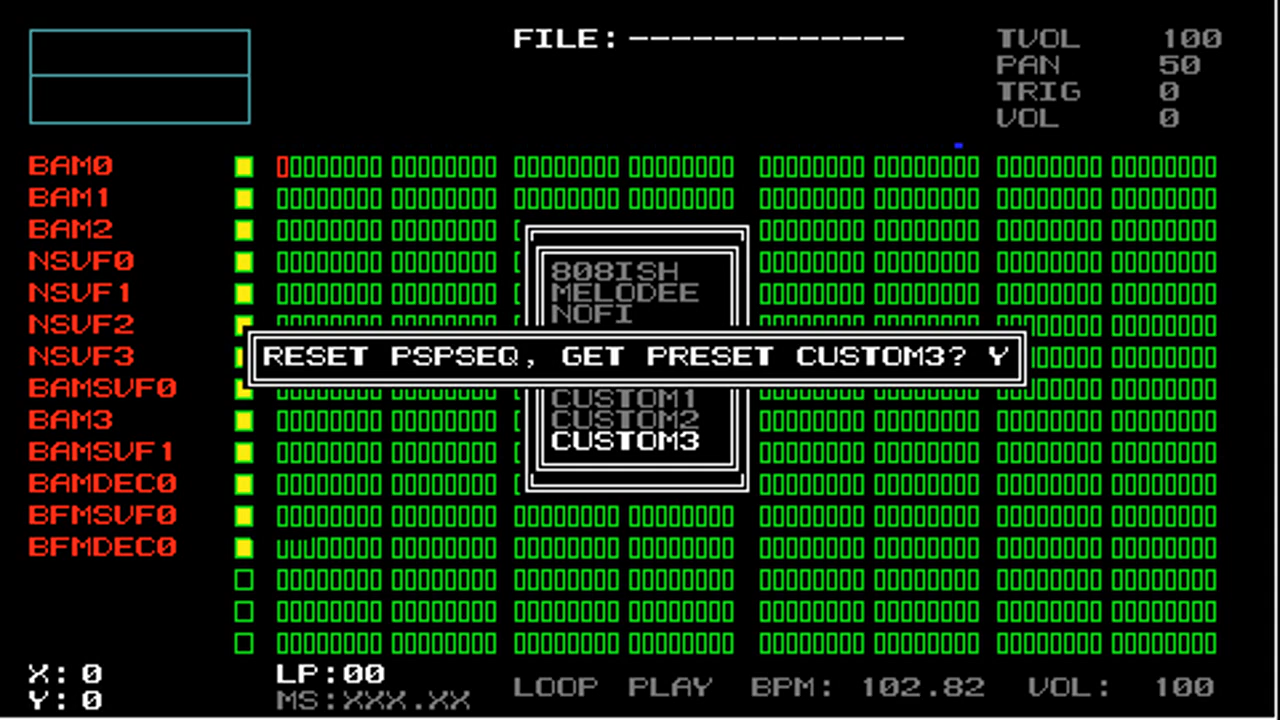 FILE:-------------
TVOL 100
PAN 50
TRIG 0
VOL 0
BAM0
BAM1
BAM2
NSVF0
NSVF1
NSVF2
NSVF3
BAMSVF0
BAM3
BAMSVF1
BAMDEC0
BFMSVF0
BFMDEC0
808ISH
MELODEE
NOFI
RESET PSPSEQ, GET PRESET CUSTOM3? Y
CUSTOM1
CUSTOM2
CUSTOM3
X: 0
Y: 0
LP:00
MS:XXX.XX
LOOP PLAY BPM: 102.82 VOL: 100